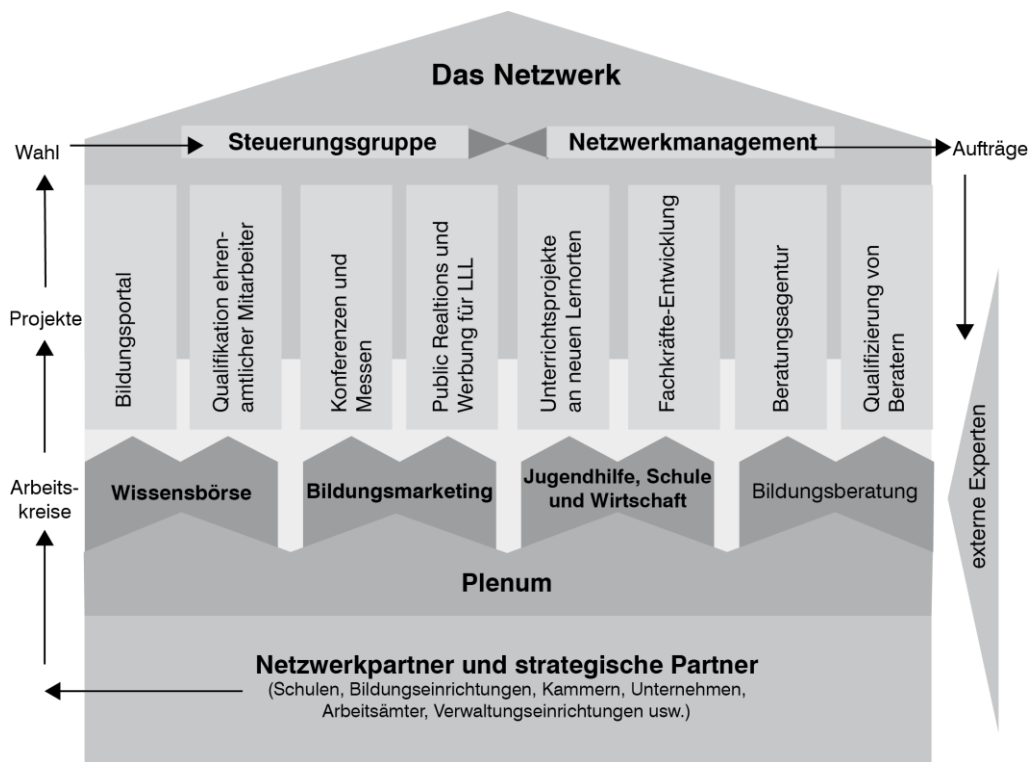 Das Netzwerk
Wahl
Steuerungsgruppe
Netzwerkmanagement
Aufträge
Projekte
Bildungsportal
Qualifikation ehren-
amtlicher Mitarbeiter
Konferenzen und
Messen
Public Realtions und
Werbung für LLL
Unterrichtsprojekte
an neuen Lernorten
Fachkräfte-Entwicklung
Beratungsagentur
Qualifizierung von
Beratern
Arbeits-
kreise
Wissensbörse
Bildungsmarketing
Jugendhilfe, Schule
und Wirtschaft
Bildungsberatung
externe Experten
Plenum
Netzwerkpartner und strategische Partner
(Schulen, Bildungseinrichtungen, Kammern, Unternehmen,
Arbeitsämter, Verwaltungseinrichtungen usw.)